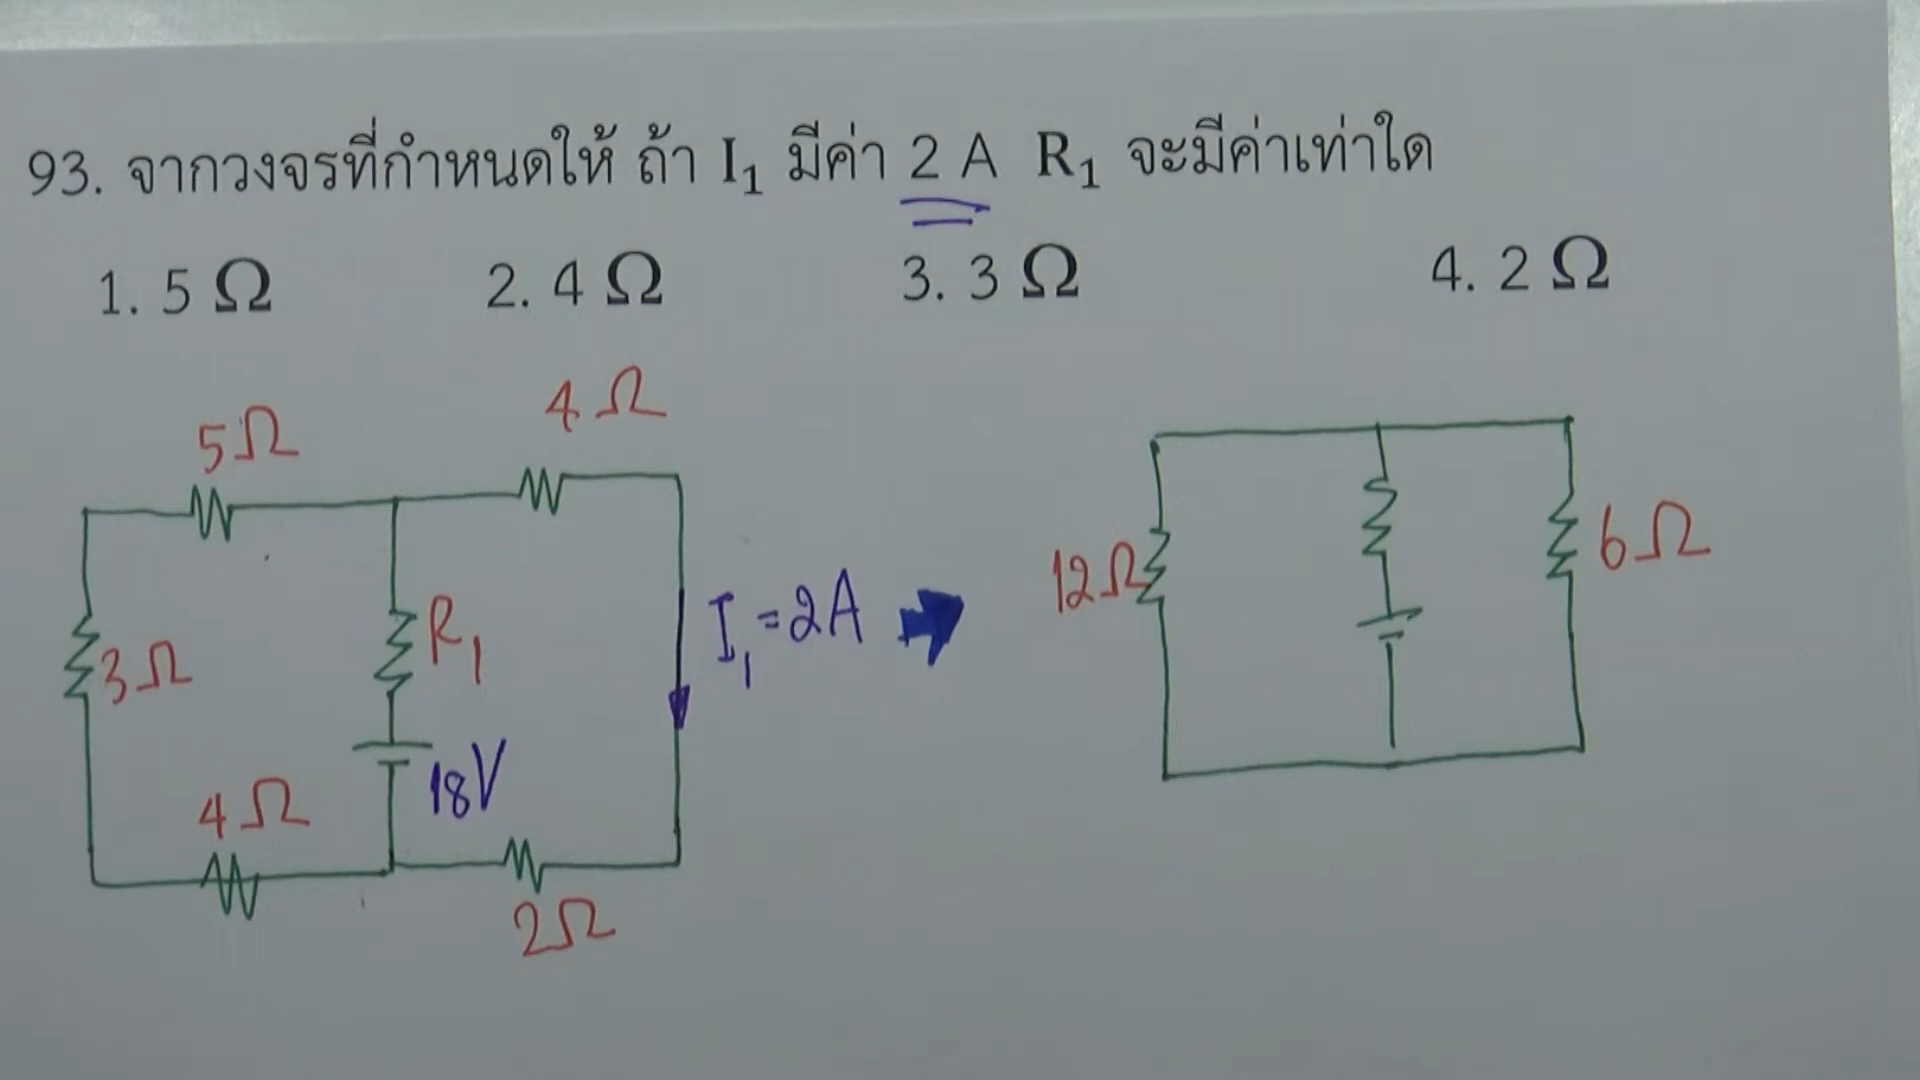 93. จากวงจรที่กำหนดให้ ถ้า I₁ มีค่า 2 A R₁ จะมีค่าเท่าใด
1. 5 Ω 2. 4 Ω 3. 3 Ω 4. 2 Ω
5Ω 4Ω
3Ω R₁ I₁=2A 12Ω 6Ω
4Ω 18V
2Ω